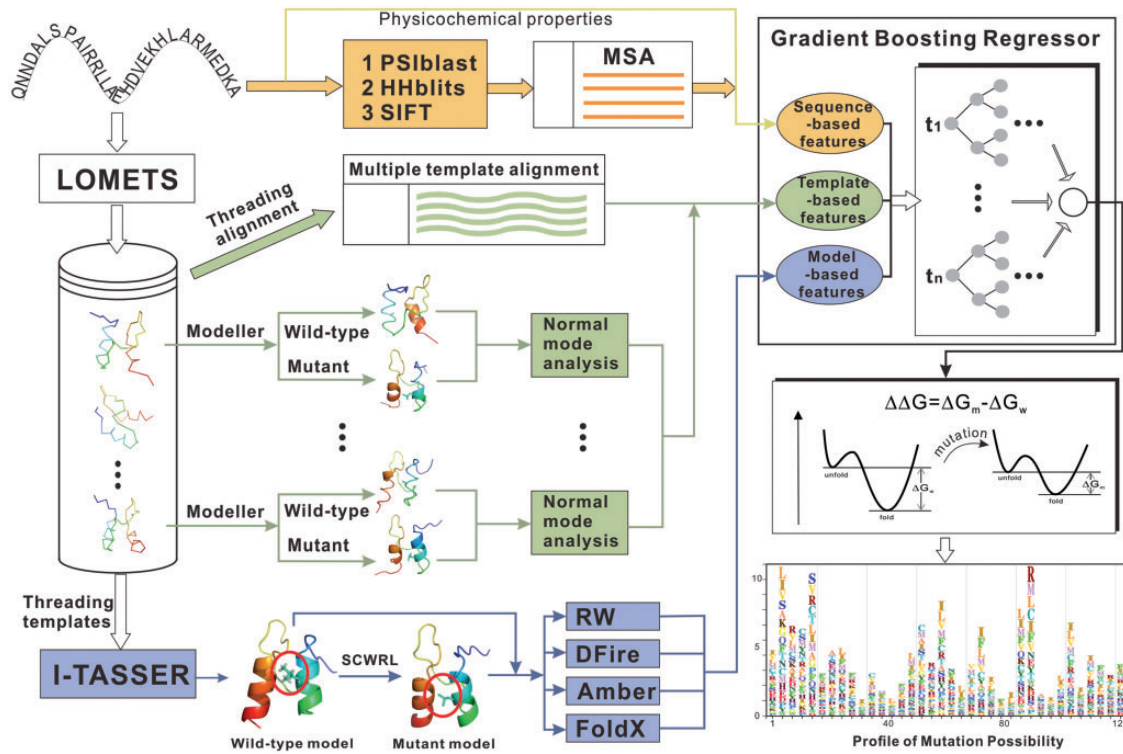 QNNDALSPAIRRLLAEHDVEKHLARMEDKA
Physicochemical properties
1 PSIblast
2 HHblits
3 SIFT
MSA
Gradient Boosting Regressor
Sequence
-based
features
Template
-based
features
Model
-based
features
t1
tn
LOMETS
Threading
alignment
Multiple template alignment
Modeller
Wild-type
Mutant
Normal
mode
analysis
Modeller
Wild-type
Mutant
Normal
mode
analysis
ΔΔG=ΔGm-ΔGw
mutation
unfold
fold
ΔGw
unfold
fold
ΔGm
Threading
templates
I-TASSER
SCWRL
Wild-type model
Mutant model
RW
DFire
Amber
FoldX
10
5
2
0
1
40
80
Profile of Mutation Possibility